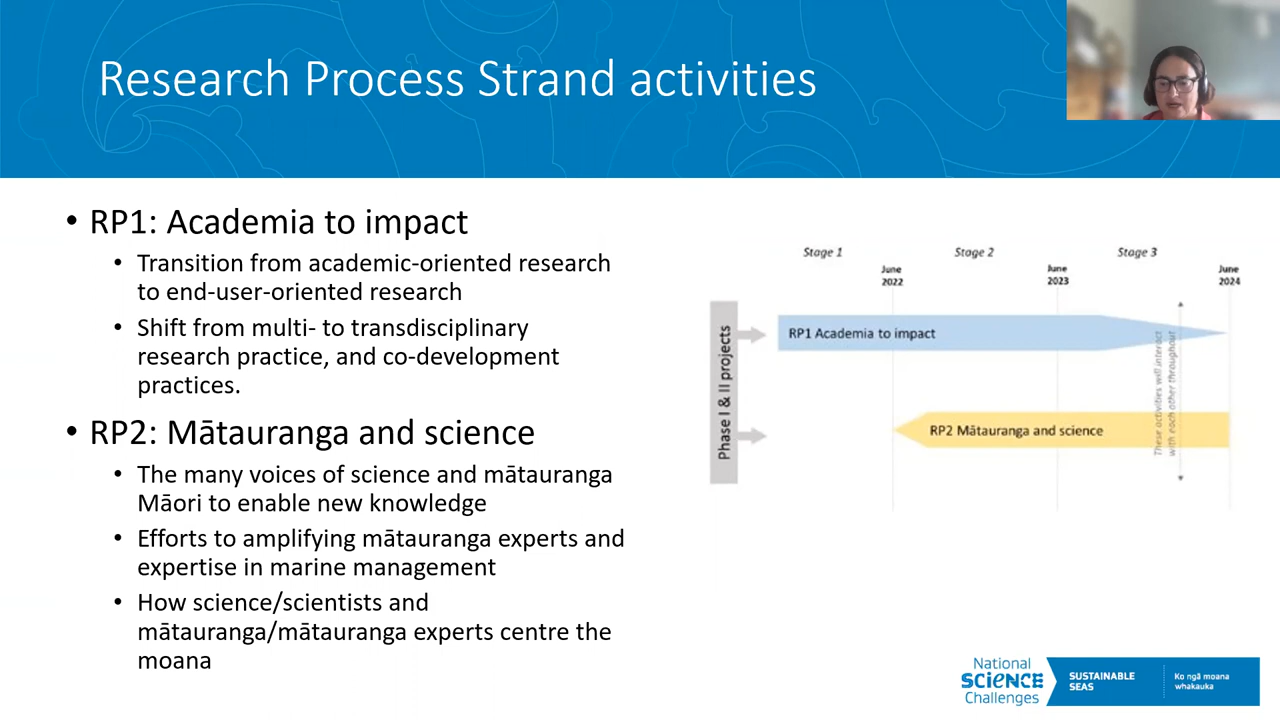 Research Process Strand activities
• RP1: Academia to impact
• Transition from academic-oriented research
to end-user-oriented research
• Shift from multi- to transdisciplinary
research practice, and co-development
practices.
• RP2: Mātauranga and science
• The many voices of science and mātauranga
Māori to enable new knowledge
• Efforts to amplifying mātauranga experts and
expertise in marine management
• How science/scientists and
mātauranga/mātauranga experts centre the
moana
Stage 1
Stage 2
Stage 3
June
2022
June
2023
June
2024
Phase I & II projects
RP1 Academia to impact
RP2 Mātauranga and science
These activities will interact
with each other throughout
National
SCIENCE
Challenges
SUSTAINABLE
SEAS
Ko ngā moana
whakauka